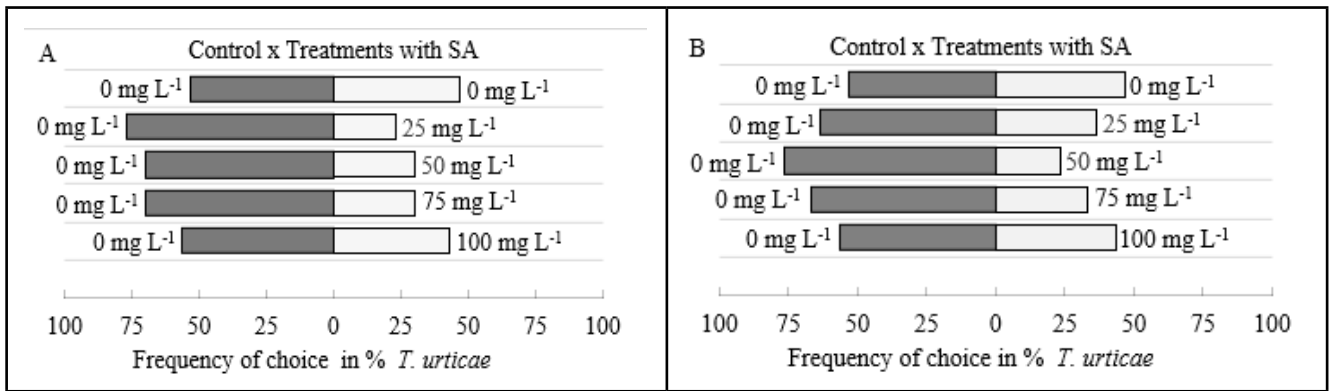 A
Control x Treatments with SA
0 mg L-1 0 mg L-1
0 mg L-1 25 mg L-1
0 mg L-1 50 mg L-1
0 mg L-1 75 mg L-1
0 mg L-1 100 mg L-1
100 75 50 25 0 25 50 75 100
Frequency of choice in % T. urticae
B
Control x Treatments with SA
0 mg L-1 0 mg L-1
0 mg L-1 25 mg L-1
0 mg L-1 50 mg L-1
0 mg L-1 75 mg L-1
0 mg L-1 100 mg L-1
100 75 50 25 0 25 50 75 100
Frequency of choice in % T. urticae